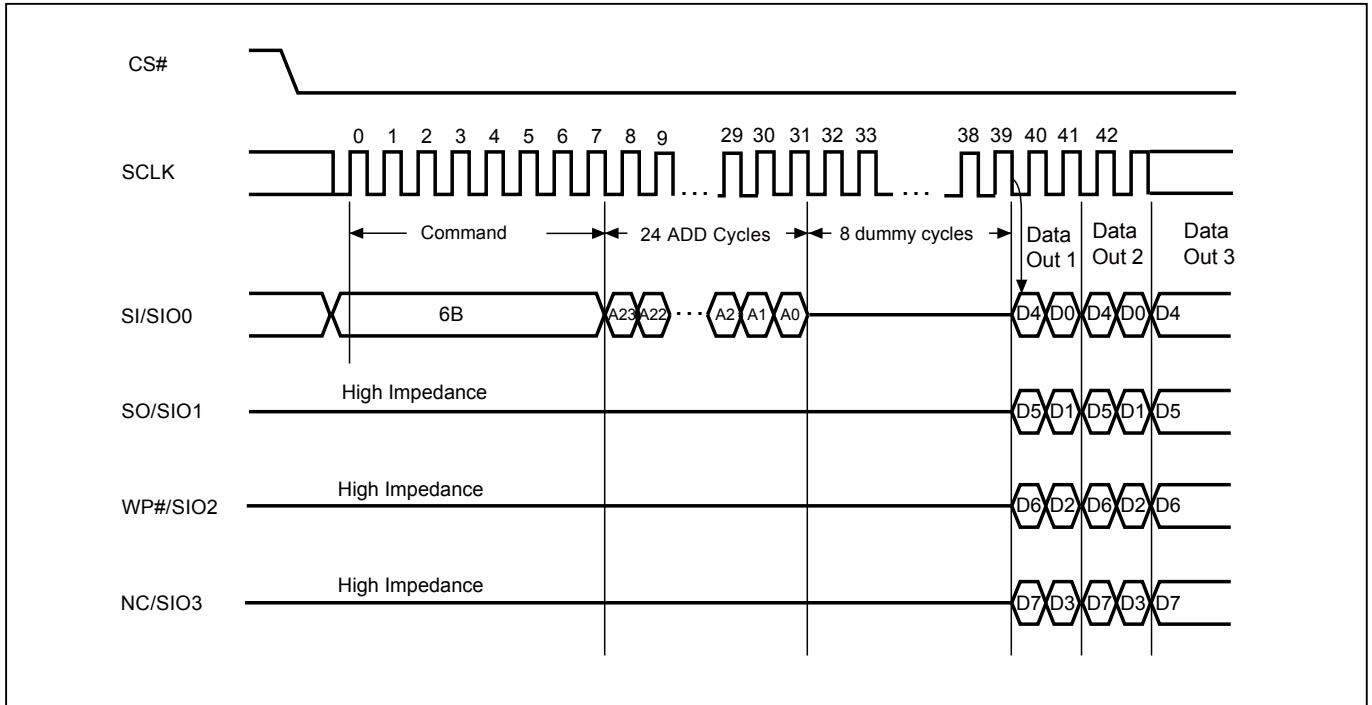 CS#
0 1 2 3 4 5 6 7 8 9 29 30 31 32 33 38 39 40 41 42
SCLK
. . . . . .
Command 24 ADD Cycles 8 dummy cycles Data Out 1 Data Out 2 Data Out 3
SI/SIO0 6B A23 A22 · · · A2 A1 A0 D4 D0 D4 D0 D4
High Impedance
SO/SIO1 D5 D1 D5 D1 D5
High Impedance
WP#/SIO2 D6 D2 D6 D2 D6
High Impedance
NC/SIO3 D7 D3 D7 D3 D7